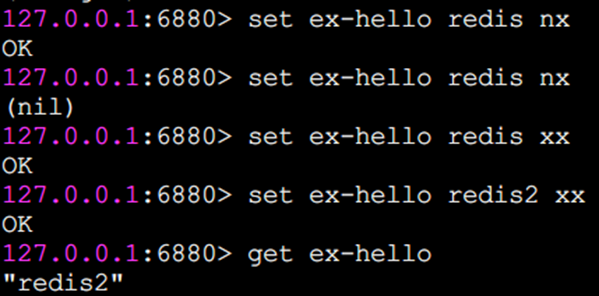 127.0.0.1:6880> set ex-hello redis nx
OK
127.0.0.1:6880> set ex-hello redis nx
(nil)
127.0.0.1:6880> set ex-hello redis xx
OK
127.0.0.1:6880> set ex-hello redis2 xx
OK
127.0.0.1:6880> get ex-hello
"redis2"